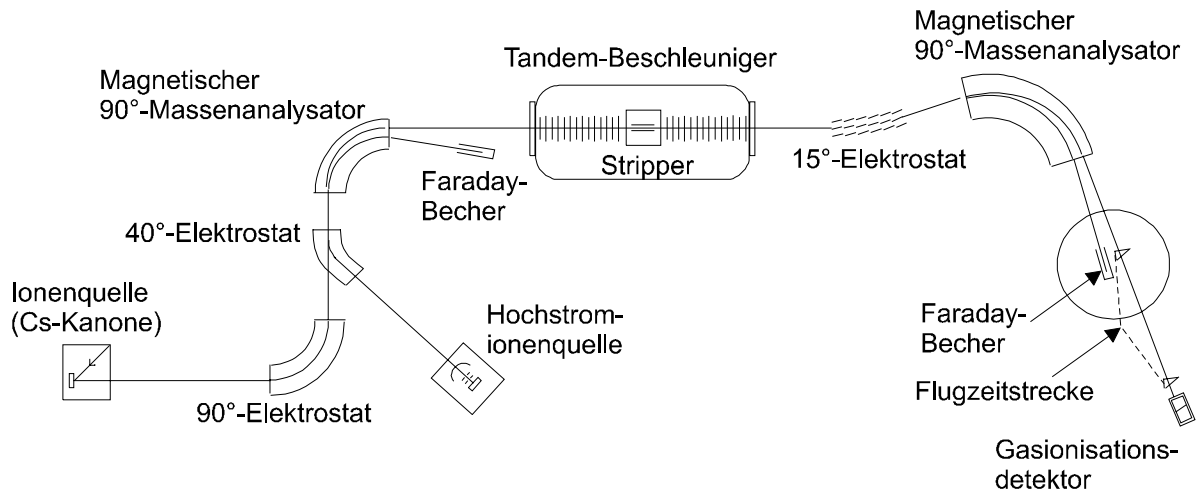 Magnetischer
90°-Massenanalysator
Tandem-Beschleuniger
Magnetischer
90°-Massenanalysator
Stripper
15°-Elektrostat
Faraday-
Becher
40°-Elektrostat
Ionenquelle
(Cs-Kanone)
Hochstrom-
ionenquelle
90°-Elektrostat
Faraday-
Becher
Flugzeitstrecke
Gasionisations-
detektor